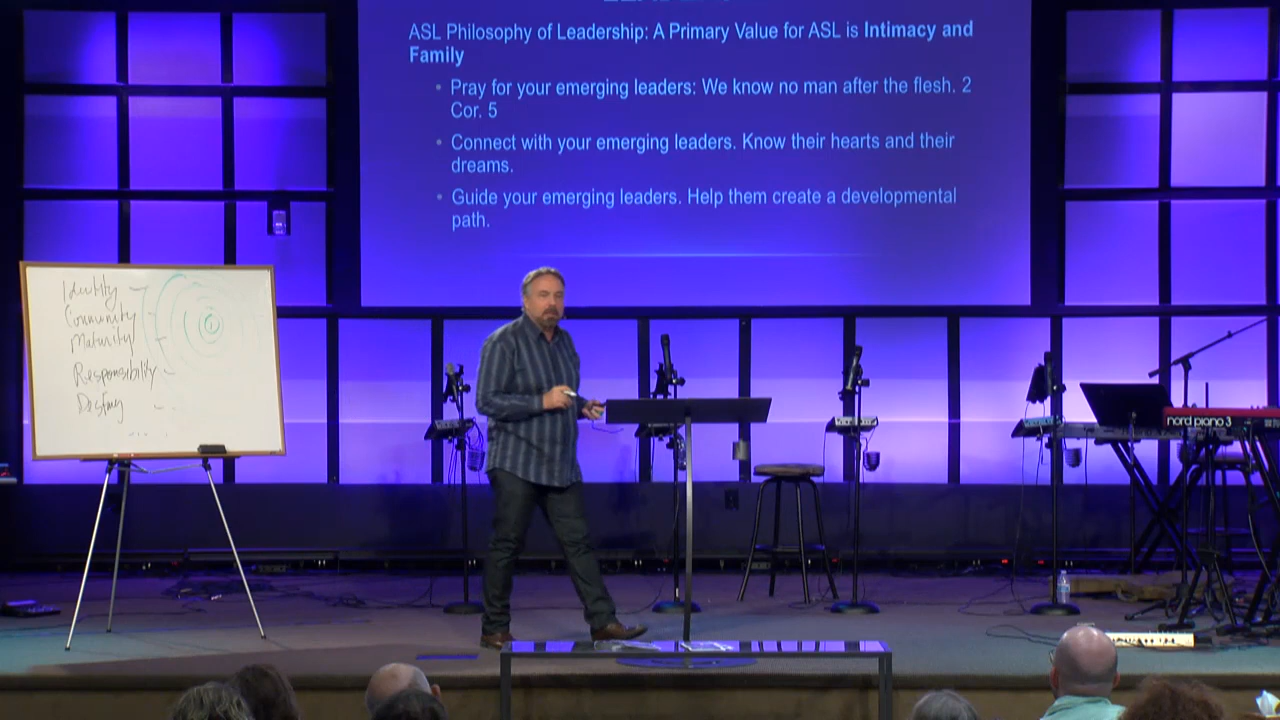 ASL Philosophy of Leadership: A Primary Value for ASL is Intimacy and
Family
• Pray for your emerging leaders: We know no man after the flesh. 2
Cor. 5
• Connect with your emerging leaders. Know their hearts and their
dreams.
• Guide your emerging leaders. Help them create a developmental
path.
Identity
Community
Maturity
Responsibility
Destiny
nord piano 3